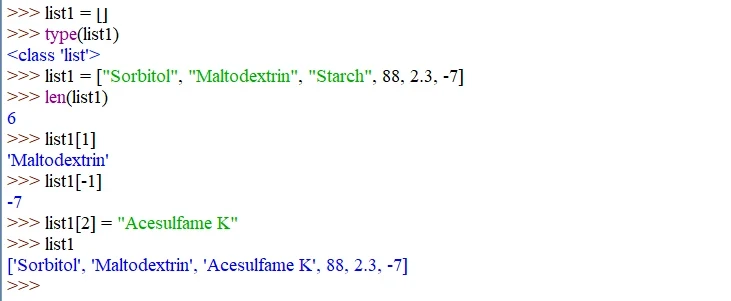 >>> list1 = []
>>> type(list1)
<class 'list'>
>>> list1 = ["Sorbitol", "Maltodextrin", "Starch", 88, 2.3, -7]
>>> len(list1)
6
>>> list1[1]
'Maltodextrin'
>>> list1[-1]
-7
>>> list1[2] = "Acesulfame K"
>>> list1
['Sorbitol', 'Maltodextrin', 'Acesulfame K', 88, 2.3, -7]
>>>